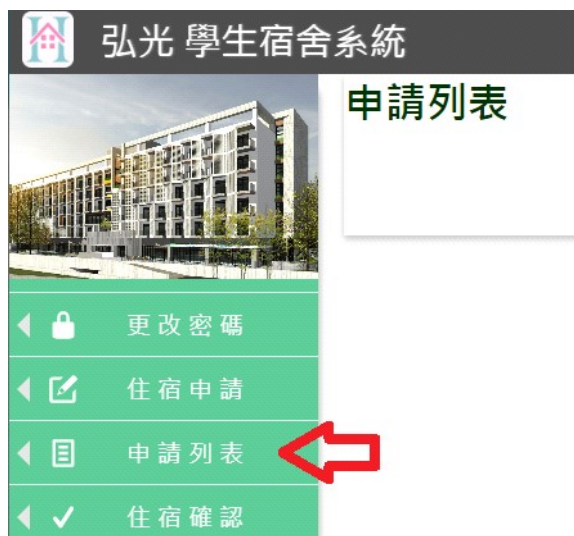 弘光 學生宿舍系統
申請列表
更改密碼
住宿申請
申請列表
住宿確認